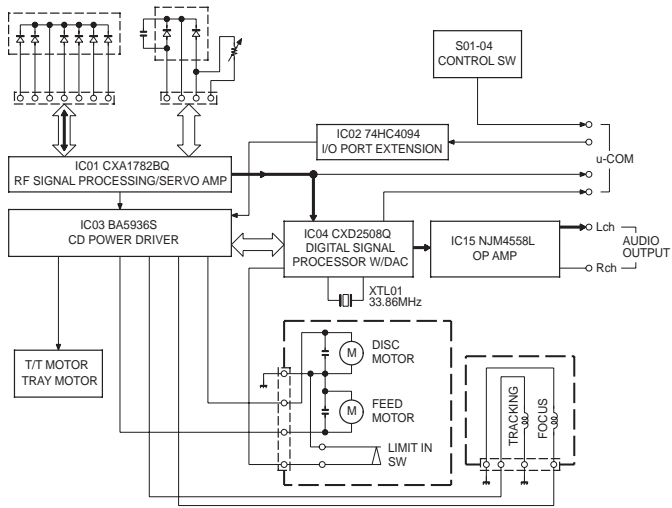 S01-04
CONTROL SW
IC02 74HC4094
I/O PORT EXTENSION
u-COM
IC01 CXA1782BQ
RF SIGNAL PROCESSING/SERVO AMP
IC03 BA5936S
CD POWER DRIVER
IC04 CXD2508Q
DIGITAL SIGNAL
PROCESSOR W/DAC
IC15 NJM4558L
OP AMP
Lch
AUDIO
OUTPUT
Rch
XTL01
33.86MHz
T/T MOTOR
TRAY MOTOR
M
DISC
MOTOR
M
FEED
MOTOR
LIMIT IN
SW
TRACKING
FOCUS